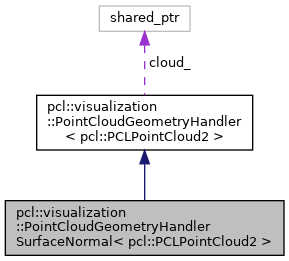 shared_ptr
cloud_
pcl::visualization
::PointCloudGeometryHandler
< pcl::PCLPointCloud2 >
pcl::visualization
::PointCloudGeometryHandler
SurfaceNormal< pcl::PCLPointCloud2 >